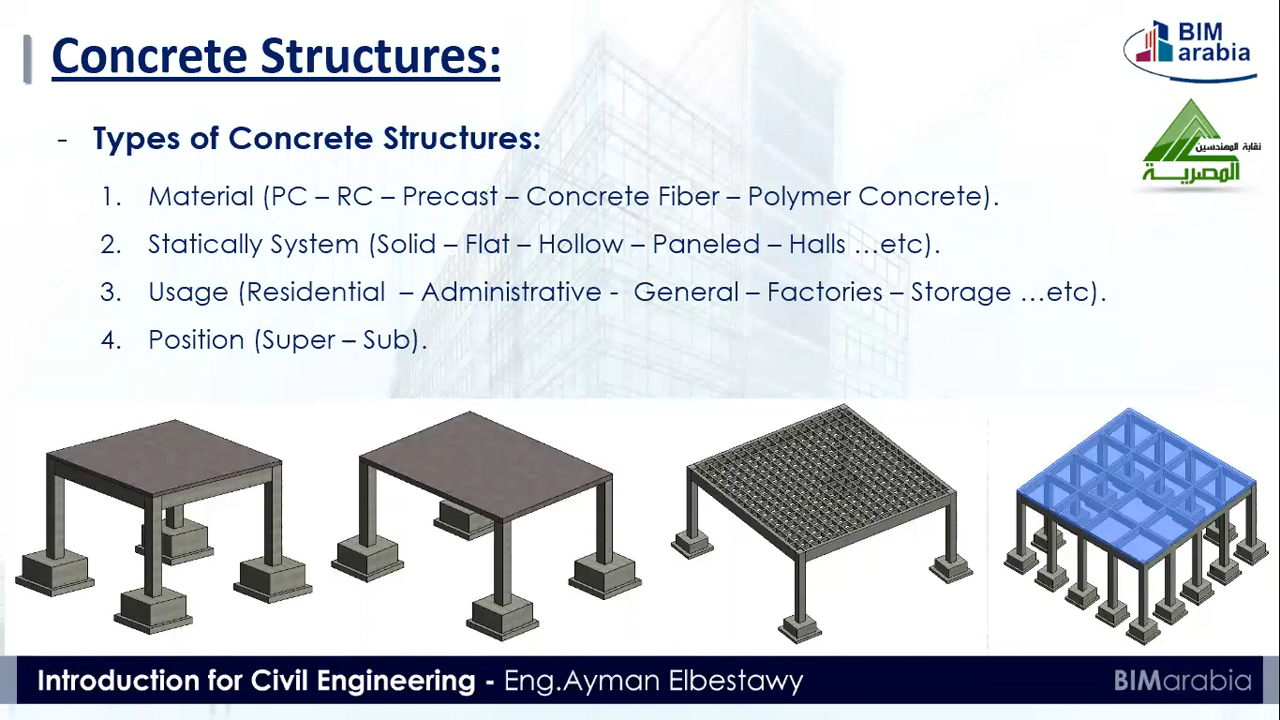 Concrete Structures:
BIM
arabia
- Types of Concrete Structures:
نقابة المهندسين
المصرية
1. Material (PC – RC – Precast – Concrete Fiber – Polymer Concrete).
2. Statically System (Solid – Flat – Hollow – Paneled – Halls …etc).
3. Usage (Residential – Administrative - General – Factories – Storage …etc).
4. Position (Super – Sub).
Introduction for Civil Engineering - Eng.Ayman Elbestawy
BIMarabia